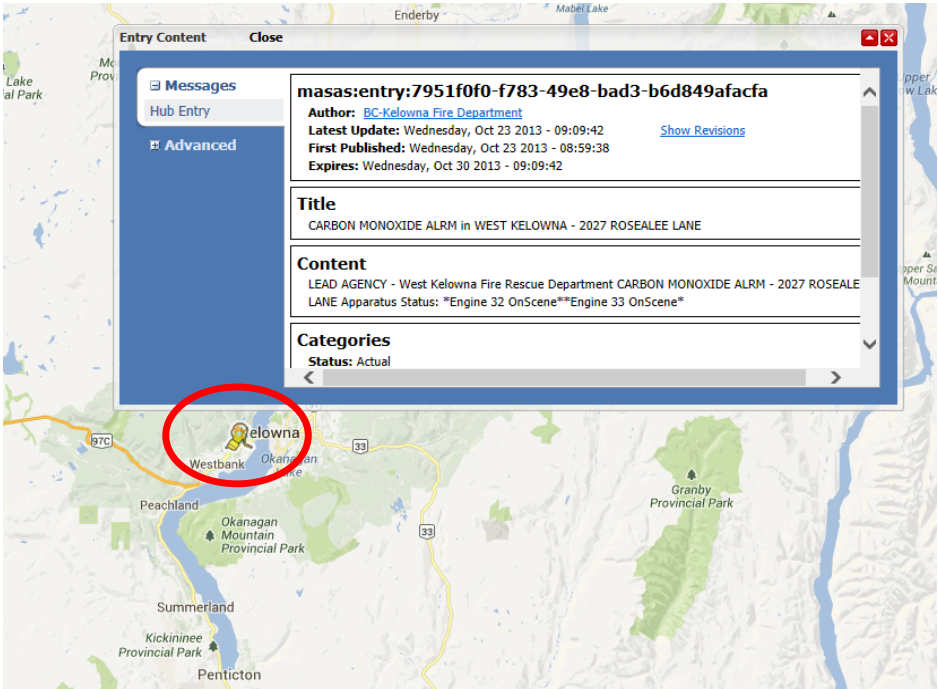 Enderby
Mabel Lake
Entry Content Close
Lake
al Park
Prov
pper
w Lak
Messages
Hub Entry
Advanced
masas:entry:7951f0f0-f783-49e8-bad3-b6d849afacfa
Author: BC-Kelowna Fire Department
Latest Update: Wednesday, Oct 23 2013 - 09:09:42 Show Revisions
First Published: Wednesday, Oct 23 2013 - 08:59:38
Expires: Wednesday, Oct 30 2013 - 09:09:42
Title
CARBON MONOXIDE ALRM in WEST KELOWNA - 2027 ROSEALEE LANE
Content
LEAD AGENCY - West Kelowna Fire Rescue Department CARBON MONOXIDE ALRM - 2027 ROSEALE
LANE Apparatus Status: *Engine 32 OnScene**Engine 33 OnScene*
pper Sa
Mount
Categories
Status: Actual
elowna
97C
33
Westbank
Okanagan
Lake
Peachland
Granby
Provincial Park
Okanagan
Mountain
Provincial Park
33
Summerland
Kickininee
Provincial Park
Penticton